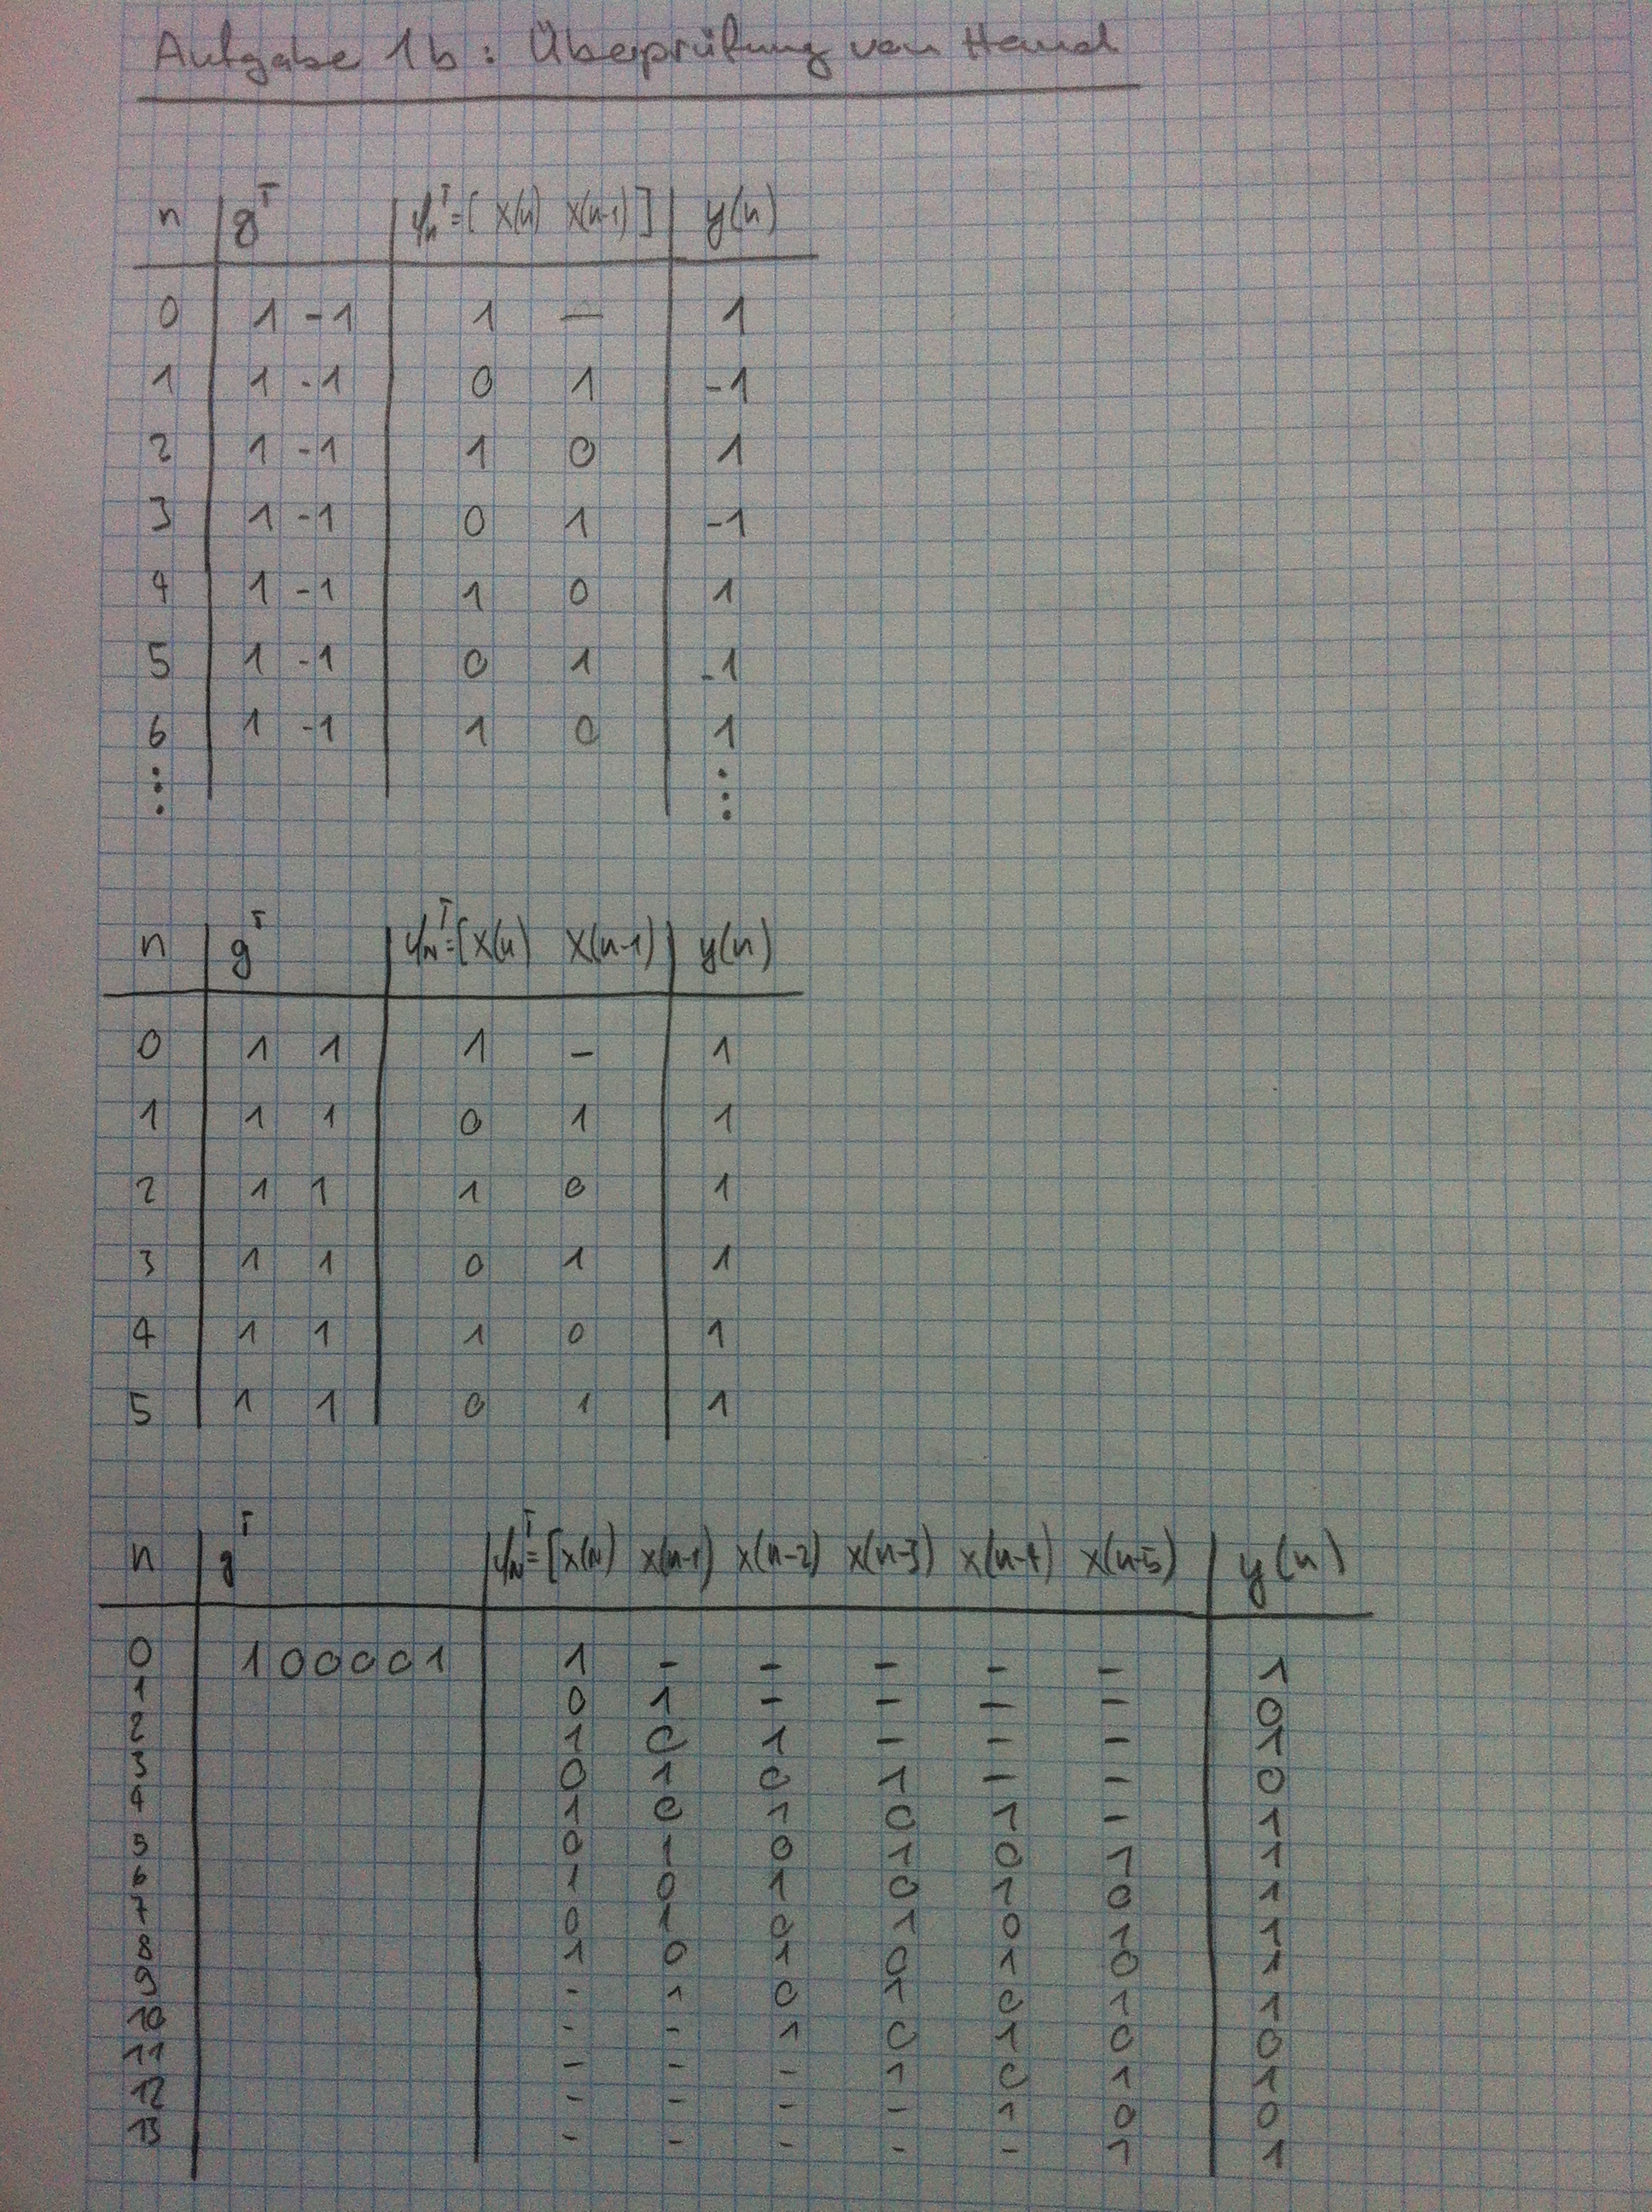 Aufgabe 1b: Überprüfung von Hand
n | gᵀ | ψₙᵀ=[ x(n) x(n-1) ] | y(n)
0 | 1 -1 | 1 – | 1
1 | 1 -1 | 0 1 | -1
2 | 1 -1 | 1 0 | 1
3 | 1 -1 | 0 1 | -1
4 | 1 -1 | 1 0 | 1
5 | 1 -1 | 0 1 | -1
6 | 1 -1 | 1 0 | 1
⋮ ⋮
n | gᵀ | ψ_Nᵀ=[x(n) x(n-1) | y(n)
0 | 1 1 | 1 – | 1
1 | 1 1 | 0 1 | 1
2 | 1 1 | 1 0 | 1
3 | 1 1 | 0 1 | 1
4 | 1 1 | 1 0 | 1
5 | 1 1 | 0 1 | 1
n | gᵀ | ψ_Nᵀ=[x(N) x(n-1) x(n-2) x(n-3) x(n-4) x(n-5) | y(n)
0 | 1 0 0 0 0 1 | 1 – – – – – | 1
1 | | 0 1 – – – – | 0
2 | | 1 0 1 – – – | 1
3 | | 0 1 0 1 – – | 0
4 | | 1 0 1 0 1 – | 1
5 | | 0 1 0 1 0 1 | 1
6 | | 1 0 1 0 1 0 | 1
7 | | 0 1 0 1 0 1 | 1
8 | | 1 0 1 0 1 0 | 1
9 | | – 1 0 1 0 1 | 1
10 | | – – 1 0 1 0 | 0
11 | | – – – 1 0 1 | 1
12 | | – – – – 1 0 | 0
13 | | – – – – – 1 | 1